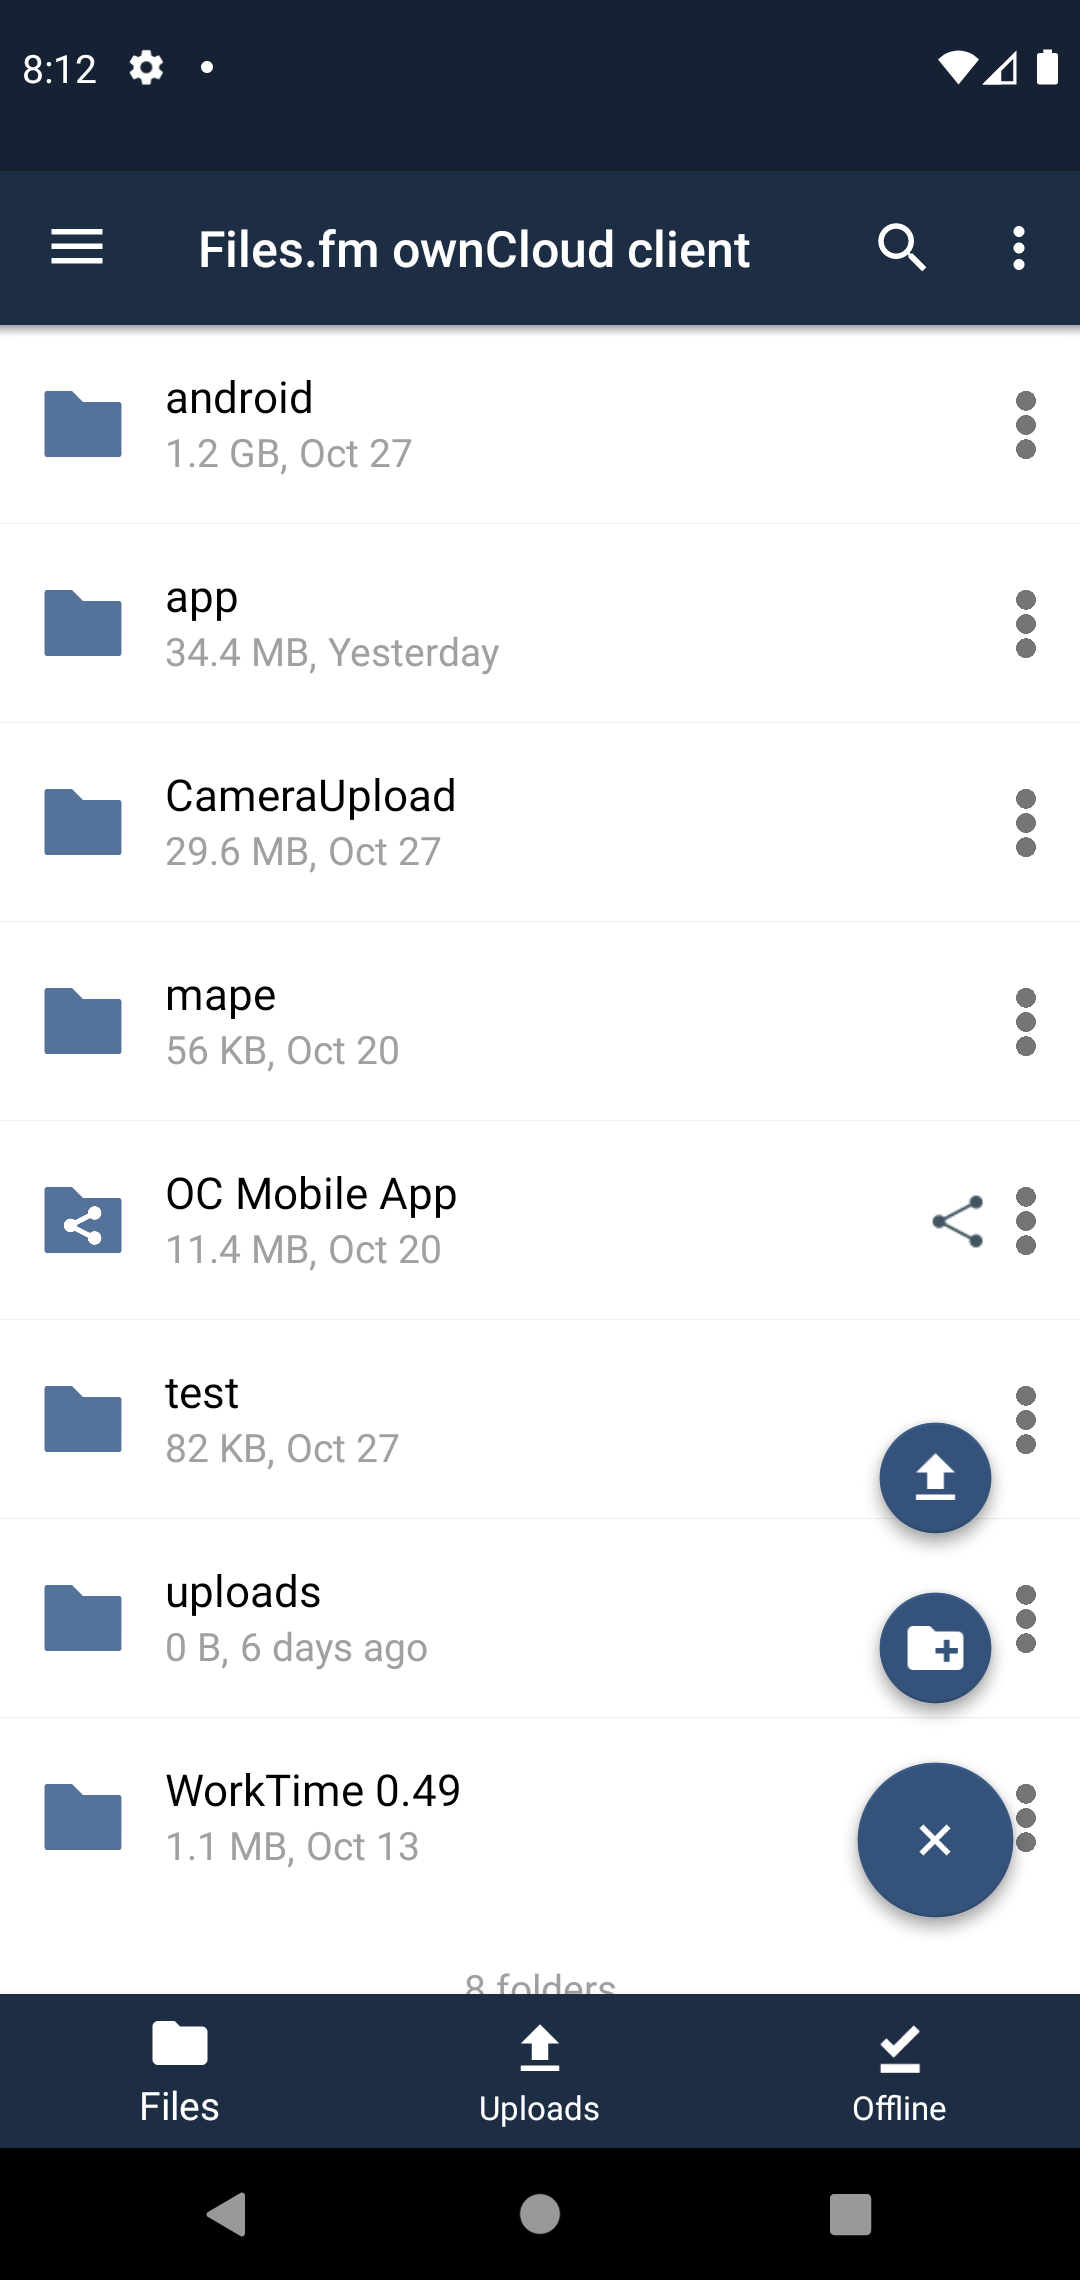 8:12
Files.fm ownCloud client
android
1.2 GB, Oct 27
app
34.4 MB, Yesterday
CameraUpload
29.6 MB, Oct 27
mape
56 KB, Oct 20
OC Mobile App
11.4 MB, Oct 20
test
82 KB, Oct 27
uploads
0 B, 6 days ago
WorkTime 0.49
1.1 MB, Oct 13
8 folders
Files
Uploads
Offline